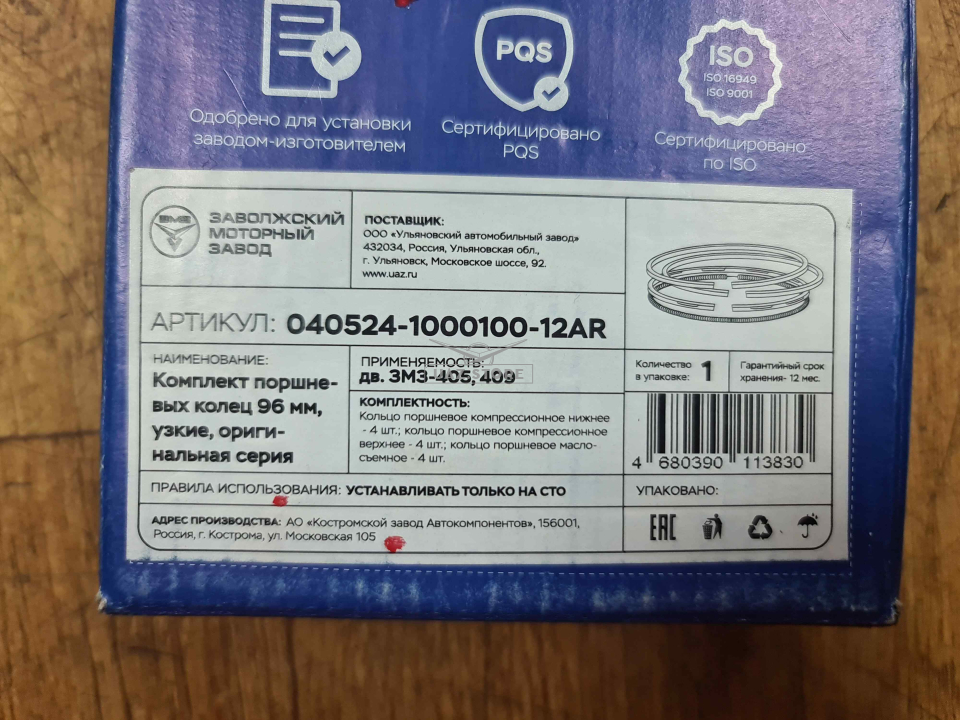 PQS
ISO
ISO 16949
ISO 9001
Одобрено для установки
заводом-изготовителем
Сертифицировано
PQS
Сертифицировано
по ISO
ЗМЗ
ЗАВОЛЖСКИЙ
МОТОРНЫЙ
ЗАВОД
ПОСТАВЩИК:
ООО «Ульяновский автомобильный завод»
432034, Россия, Ульяновская обл.,
г. Ульяновск, Московское шоссе, 92.
www.uaz.ru
АРТИКУЛ: 040524-1000100-12AR
НАИМЕНОВАНИЕ:
Комплект поршне-
вых колец 96 мм,
узкие, ориги-
нальная серия
ПРИМЕНЯЕМОСТЬ:
дв. ЗМЗ-405, 409
UAZ STORE
КОМПЛЕКТНОСТЬ:
Кольцо поршневое компрессионное нижнее
- 4 шт.; кольцо поршневое компрессионное
верхнее - 4 шт.; кольцо поршневое масло-
съемное - 4 шт.
Количество
в упаковке: 1
Гарантийный срок
хранения- 12 мес.
4 680390 113830
ПРАВИЛА ИСПОЛЬЗОВАНИЯ: УСТАНАВЛИВАТЬ ТОЛЬКО НА СТО
УПАКОВАНО:
АДРЕС ПРОИЗВОДСТВА: АО «Костромской завод Автокомпонентов», 156001,
Россия, г. Кострома, ул. Московская 105
EAC